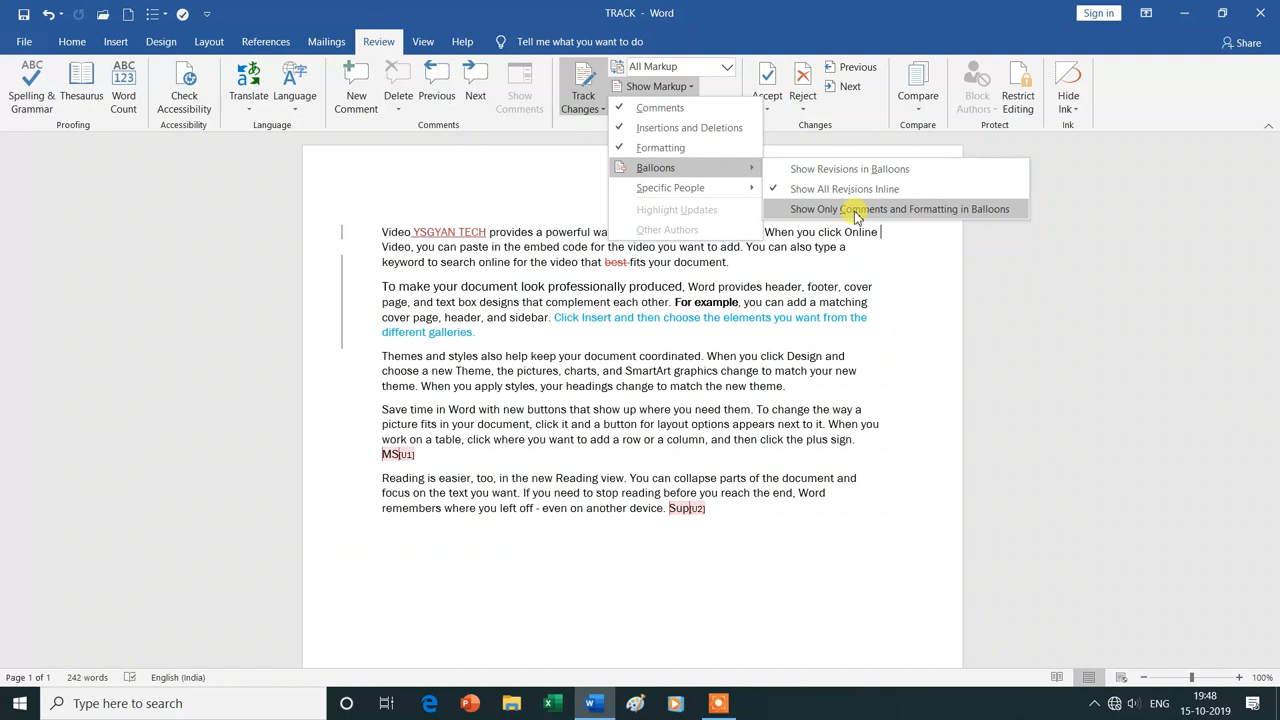 TRACK - Word
Sign in
File Home Insert Design Layout References Mailings Review View Help Tell me what you want to do
Share
ABC
Spelling & Grammar
Thesaurus
ABC
123
Word Count
Check Accessibility
Translate
Language
New Comment
Delete
Previous
Next
Show Comments
Track Changes
All Markup
Show Markup
Accept
Reject
Previous
Next
Compare
Block Authors
Restrict Editing
Hide Ink
Proofing
Accessibility
Language
Comments
Changes
Compare
Protect
Ink
Comments
Insertions and Deletions
Formatting
Balloons
Specific People
Highlight Updates
Other Authors
Show Revisions in Balloons
Show All Revisions Inline
Show Only Comments and Formatting in Balloons
Video YSGYAN TECH provides a powerful wa When you click Online
Video, you can paste in the embed code for the video you want to add. You can also type a
keyword to search online for the video that best fits your document.
To make your document look professionally produced, Word provides header, footer, cover
page, and text box designs that complement each other. For example, you can add a matching
cover page, header, and sidebar. Click Insert and then choose the elements you want from the
different galleries.
Themes and styles also help keep your document coordinated. When you click Design and
choose a new Theme, the pictures, charts, and SmartArt graphics change to match your new
theme. When you apply styles, your headings change to match the new theme.
Save time in Word with new buttons that show up where you need them. To change the way a
picture fits in your document, click it and a button for layout options appears next to it. When you
work on a table, click where you want to add a row or a column, and then click the plus sign.
MS[U1]
Reading is easier, too, in the new Reading view. You can collapse parts of the document and
focus on the text you want. If you need to stop reading before you reach the end, Word
remembers where you left off - even on another device. Sup[U2]
Page 1 of 1 242 words English (India) 100%
Type here to search
ENG
19:48
15-10-2019